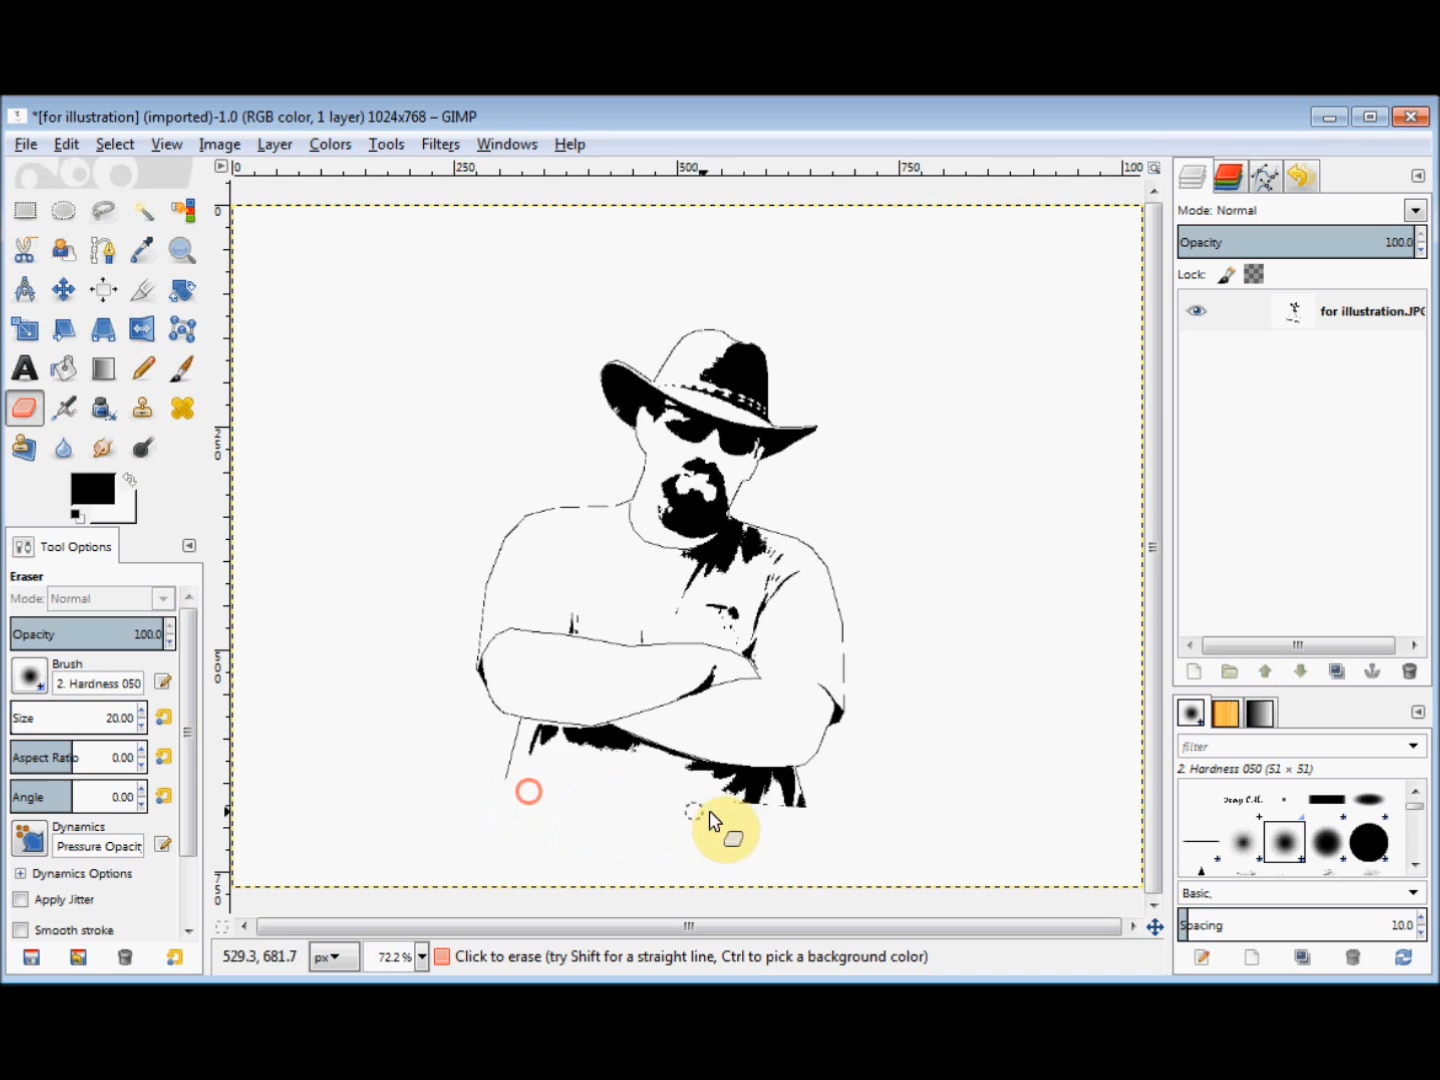 *[for illustration] (imported)-1.0 (RGB color, 1 layer) 1024x768 – GIMP
File Edit Select View Image Layer Colors Tools Filters Windows Help
0 250 500 750 100
0
250
500
750
Tool Options
Eraser
Mode: Normal
Opacity 100.0
Brush
2. Hardness 050
Size 20.00
Aspect Ratio 0.00
Angle 0.00
Dynamics
Pressure Opacit
Dynamics Options
Apply Jitter
Smooth stroke
529.3, 681.7 px 72.2% Click to erase (try Shift for a straight line, Ctrl to pick a background color)
Mode: Normal
Opacity 100.0
Lock:
for illustration.JPG
filter
2. Hardness 050 (51 × 51)
Basic,
Spacing 10.0